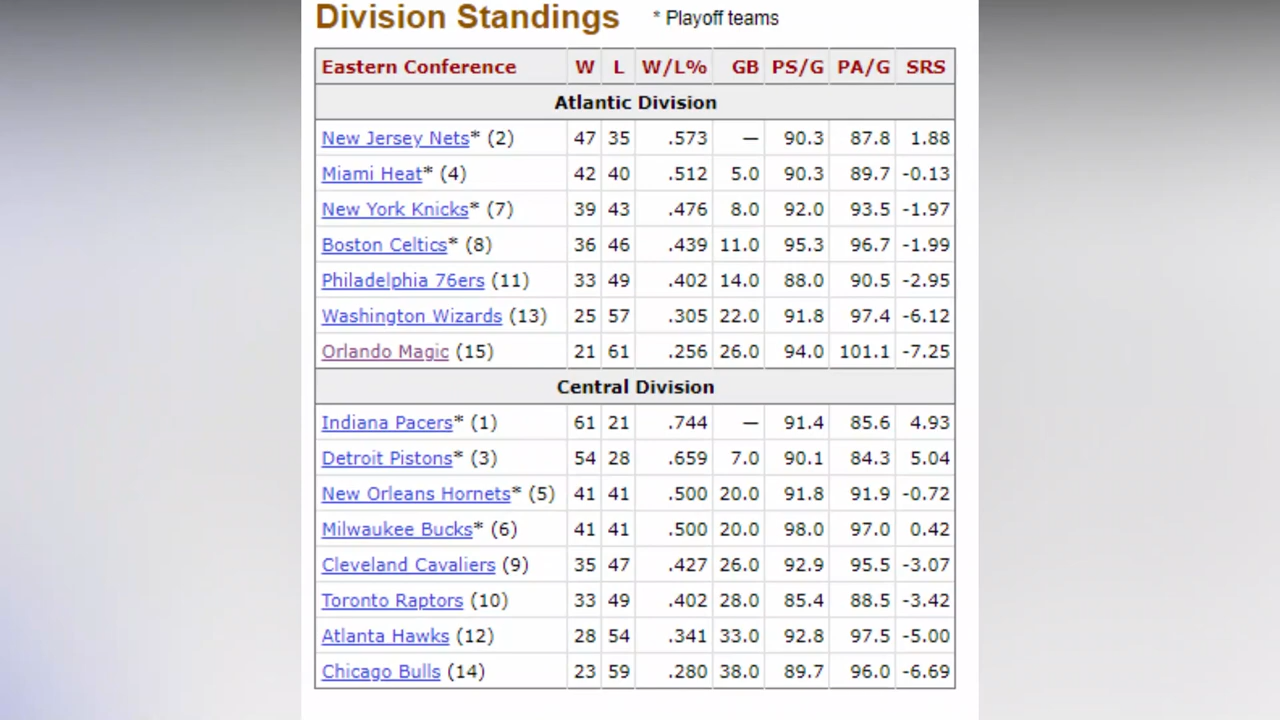 Division Standings * Playoff teams
Eastern Conference W L W/L% GB PS/G PA/G SRS
Atlantic Division
New Jersey Nets* (2) 47 35 .573 — 90.3 87.8 1.88
Miami Heat* (4) 42 40 .512 5.0 90.3 89.7 -0.13
New York Knicks* (7) 39 43 .476 8.0 92.0 93.5 -1.97
Boston Celtics* (8) 36 46 .439 11.0 95.3 96.7 -1.99
Philadelphia 76ers (11) 33 49 .402 14.0 88.0 90.5 -2.95
Washington Wizards (13) 25 57 .305 22.0 91.8 97.4 -6.12
Orlando Magic (15) 21 61 .256 26.0 94.0 101.1 -7.25
Central Division
Indiana Pacers* (1) 61 21 .744 — 91.4 85.6 4.93
Detroit Pistons* (3) 54 28 .659 7.0 90.1 84.3 5.04
New Orleans Hornets* (5) 41 41 .500 20.0 91.8 91.9 -0.72
Milwaukee Bucks* (6) 41 41 .500 20.0 98.0 97.0 0.42
Cleveland Cavaliers (9) 35 47 .427 26.0 92.9 95.5 -3.07
Toronto Raptors (10) 33 49 .402 28.0 85.4 88.5 -3.42
Atlanta Hawks (12) 28 54 .341 33.0 92.8 97.5 -5.00
Chicago Bulls (14) 23 59 .280 38.0 89.7 96.0 -6.69